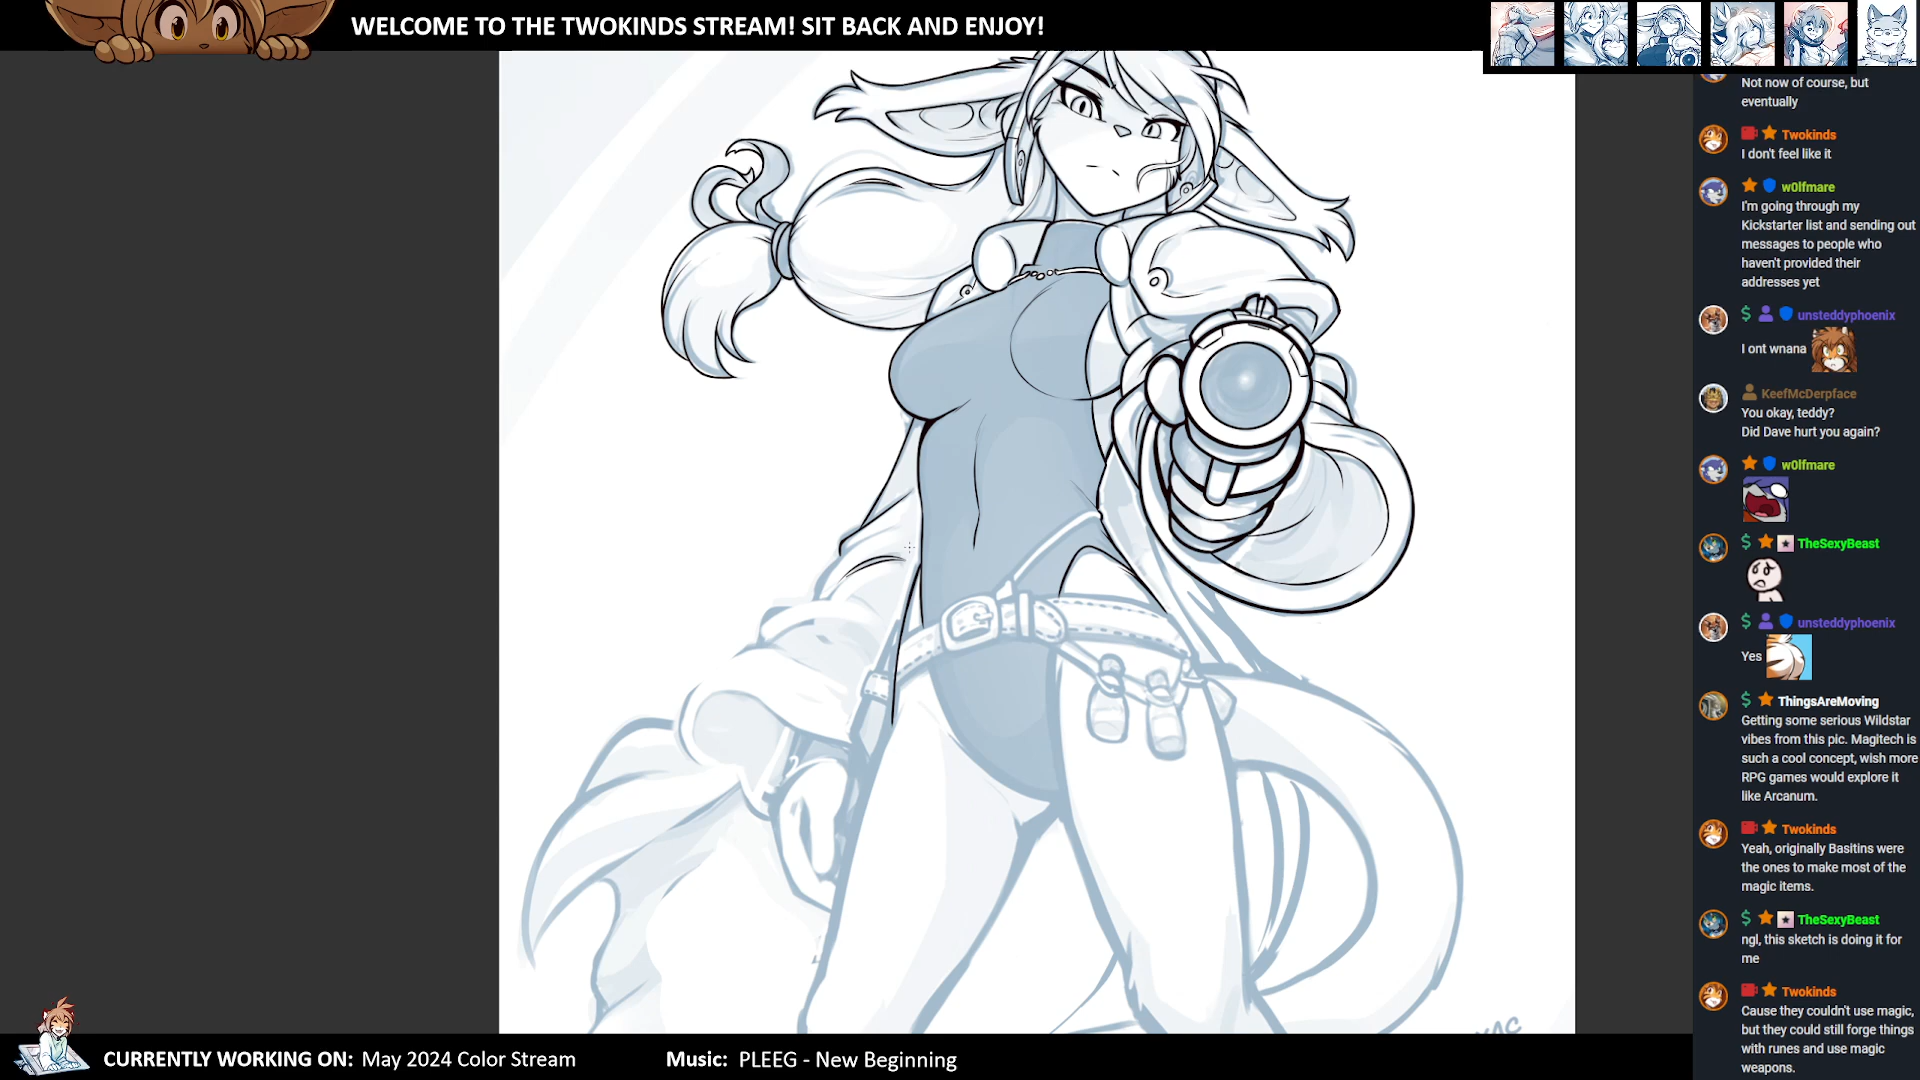 WELCOME TO THE TWOKINDS STREAM! SIT BACK AND ENJOY!
Not now of course, but
eventually
Twokinds
I don't feel like it
w0lfmare
I'm going through my
Kickstarter list and sending out
messages to people who
haven't provided their
addresses yet
$ unsteddyphoenix
I ont wnana
KeefMcDerpface
You okay, teddy?
Did Dave hurt you again?
w0lfmare
$ TheSexyBeast
$ unsteddyphoenix
Yes
$ ThingsAreMoving
Getting some serious Wildstar
vibes from this pic. Magitech is
such a cool concept, wish more
RPG games would explore it
like Arcanum.
Twokinds
Yeah, originally Basitins were
the ones to make most of the
magic items.
$ TheSexyBeast
ngl, this sketch is doing it for
me
Twokinds
Cause they couldn't use magic,
but they could still forge things
with runes and use magic
weapons.
CURRENTLY WORKING ON: May 2024 Color Stream
Music: PLEEG - New Beginning